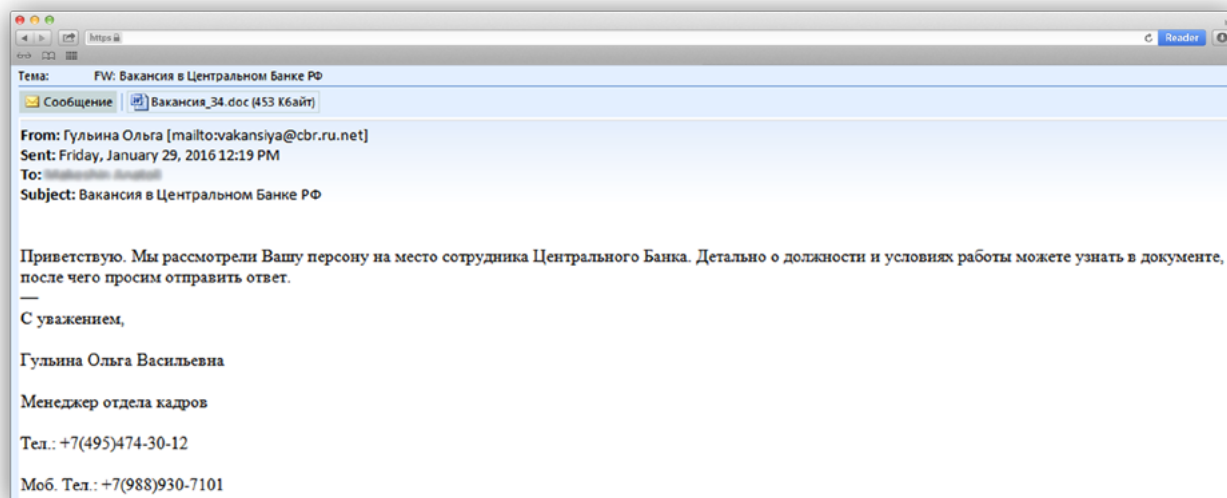 https
Reader
Тема: FW: Вакансия в Центральном Банке РФ
Сообщение Вакансия_34.doc (453 Кбайт)
From: Гульина Ольга [mailto:vakansiya@cbr.ru.net]
Sent: Friday, January 29, 2016 12:19 PM
To:
Subject: Вакансия в Центральном Банке РФ
Приветствую. Мы рассмотрели Вашу персону на место сотрудника Центрального Банка. Детально о должности и условиях работы можете узнать в документе,
после чего просим отправить ответ.
—
С уважением,
Гульина Ольга Васильевна
Менеджер отдела кадров
Тел.: +7(495)474-30-12
Моб. Тел.: +7(988)930-7101